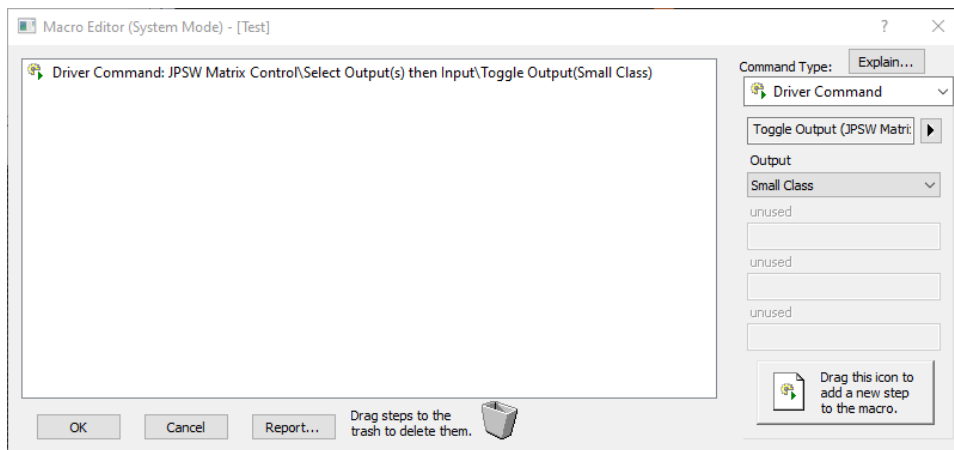 Macro Editor (System Mode) - [Test]
?
Driver Command: JPSW Matrix Control\Select Output(s) then Input\Toggle Output(Small Class)
Command Type:
Explain...
Driver Command
Toggle Output (JPSW Matri:
Output
Small Class
unused
unused
unused
Drag this icon to
add a new step
to the macro.
OK
Cancel
Report...
Drag steps to the
trash to delete them.